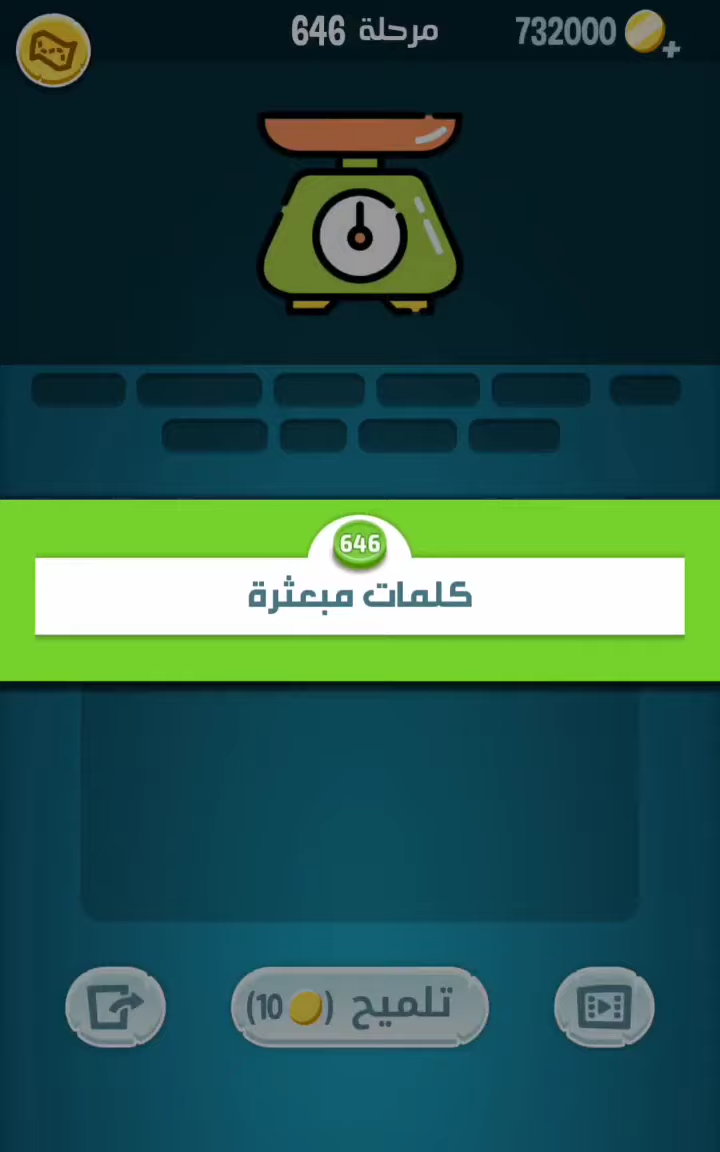 مرحلة 646
732000
646
كلمات مبعثرة
تلميح (10)